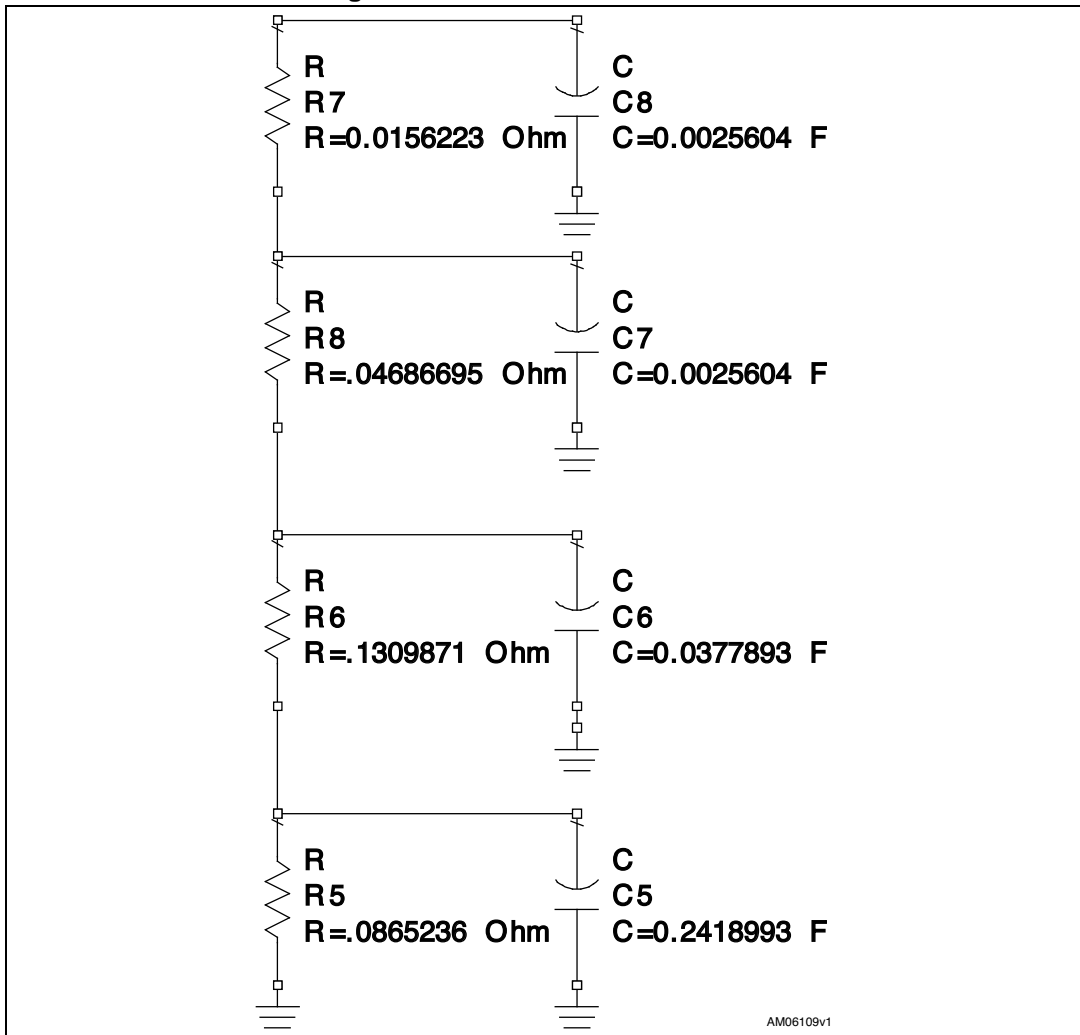 R
R7
R=0.0156223 Ohm
C
C8
C=0.0025604 F
R
R8
R=.04686695 Ohm
C
C7
C=0.0025604 F
R
R6
R=.1309871 Ohm
C
C6
C=0.0377893 F
R
R5
R=.0865236 Ohm
C
C5
C=0.2418993 F
AM06109v1